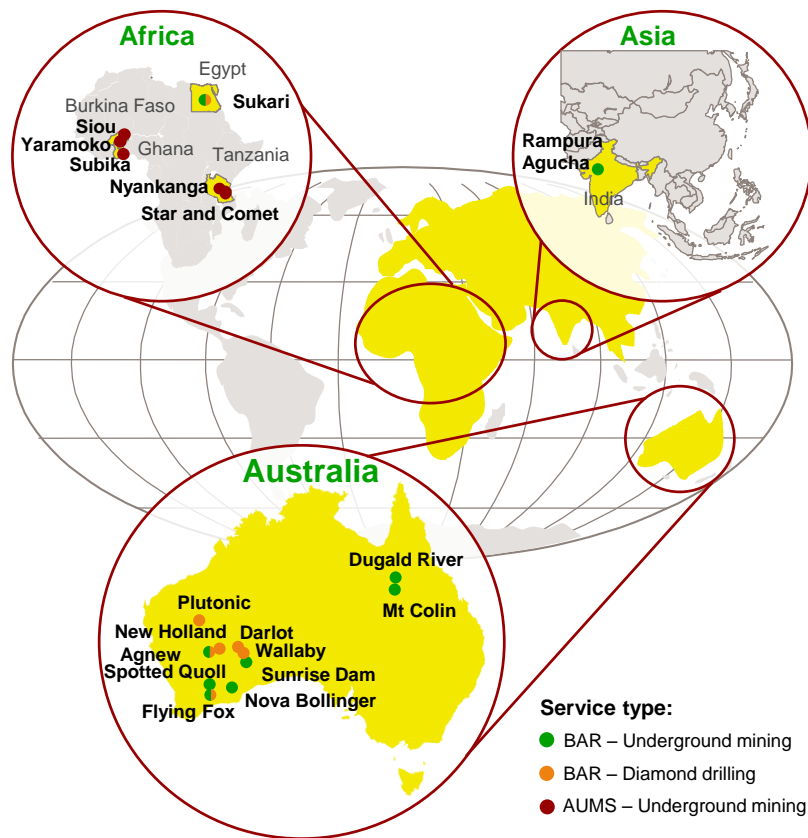 Africa
Egypt
Sukari
Burkina Faso
Siou
Yaramoko
Ghana
Subika
Tanzania
Nyankanga
Star and Comet
Asia
Rampura
Agucha
India
Australia
Dugald River
Mt Colin
Plutonic
New Holland
Darlot
Agnew
Wallaby
Spotted Quoll
Sunrise Dam
Nova Bollinger
Flying Fox
Service type:
BAR – Underground mining
BAR – Diamond drilling
AUMS – Underground mining